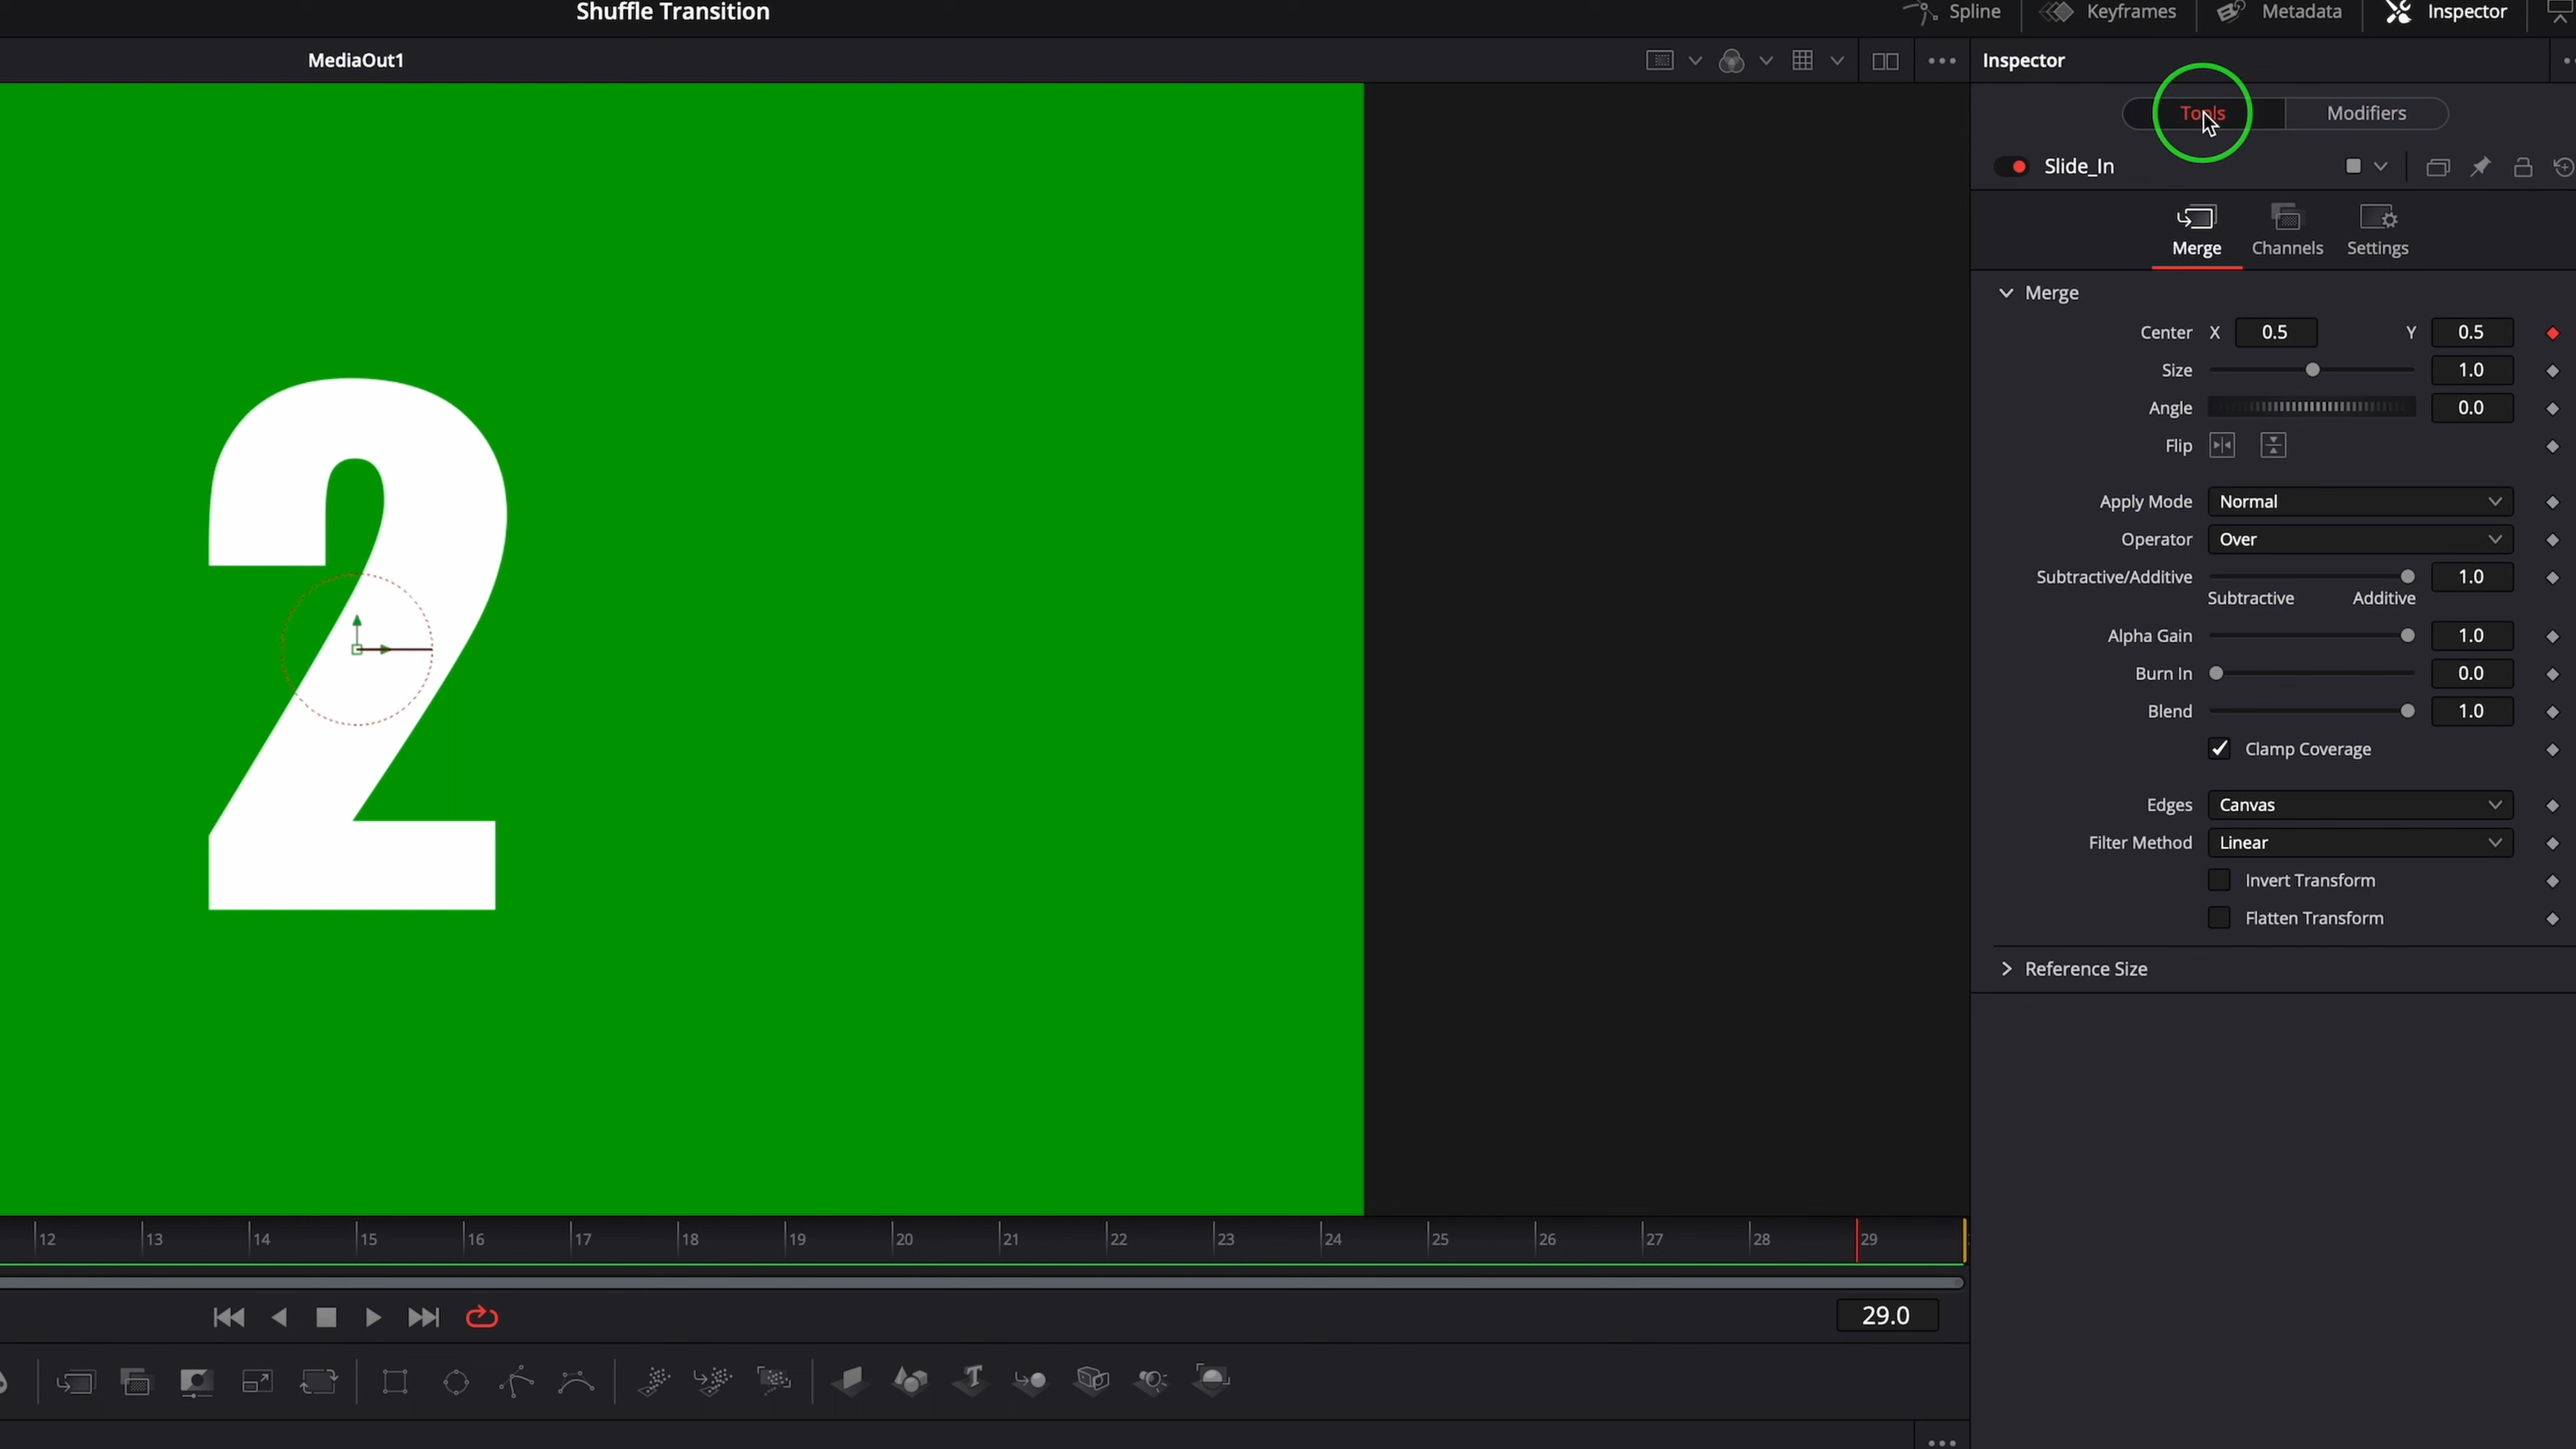 Shuffle Transition
Spline
Keyframes
Metadata
Inspector
MediaOut1
Inspector
Tools
Modifiers
Slide_In
Merge
Channels
Settings
Merge
Center X 0.5 Y 0.5
Size 1.0
Angle 0.0
Flip
Apply Mode Normal
Operator Over
Subtractive/Additive 1.0
Subtractive Additive
Alpha Gain 1.0
Burn In 0.0
Blend 1.0
Clamp Coverage
Edges Canvas
Filter Method Linear
Invert Transform
Flatten Transform
Reference Size
2
12 13 14 15 16 17 18 19 20 21 22 23 24 25 26 27 28 29
29.0